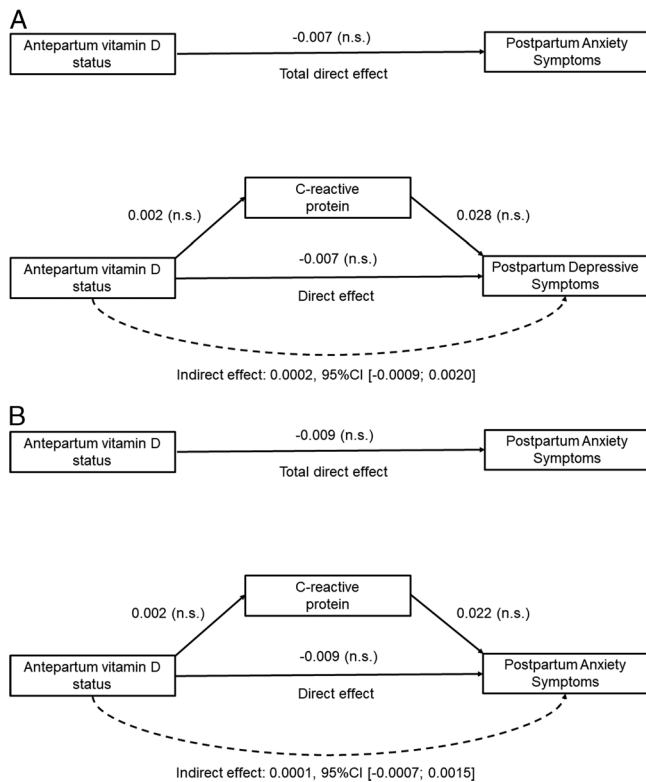 A
-0.007 (n.s.)
Antepartum vitamin D
status
Postpartum Anxiety
Symptoms
Total direct effect
C-reactive
protein
0.002 (n.s.)
0.028 (n.s.)
-0.007 (n.s.)
Antepartum vitamin D
status
Postpartum Depressive
Symptoms
Direct effect
Indirect effect: 0.0002, 95%CI [-0.0009; 0.0020]
B
-0.009 (n.s.)
Antepartum vitamin D
status
Postpartum Anxiety
Symptoms
Total direct effect
C-reactive
protein
0.002 (n.s.)
0.022 (n.s.)
-0.009 (n.s.)
Antepartum vitamin D
status
Postpartum Anxiety
Symptoms
Direct effect
Indirect effect: 0.0001, 95%CI [-0.0007; 0.0015]